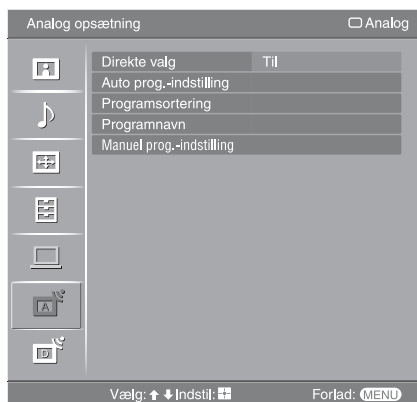 Analog opsætning Analog
Direkte valg Til
Auto prog.-indstilling
Programsortering
Programnavn
Manuel prog.-indstilling
A
D
Vælg: Indstil: Forlad: MENU